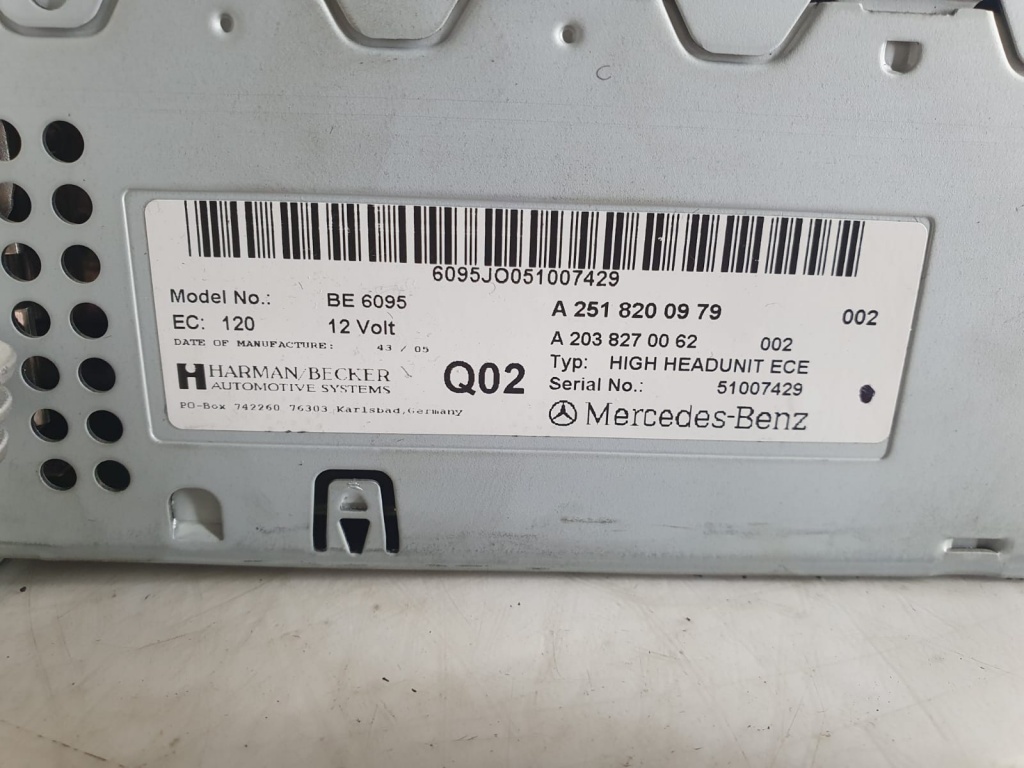 6095JO051007429
Model No.: BE 6095 A 251 820 09 79 002
EC: 120 12 Volt A 203 827 00 62 002
DATE OF MANUFACTURE: 43 / 05 Typ: HIGH HEADUNIT ECE
HARMAN/BECKER Q02 Serial No.: 51007429
AUTOMOTIVE SYSTEMS
PO-Box 742260 76303 Karlsbad,Germany Mercedes-Benz